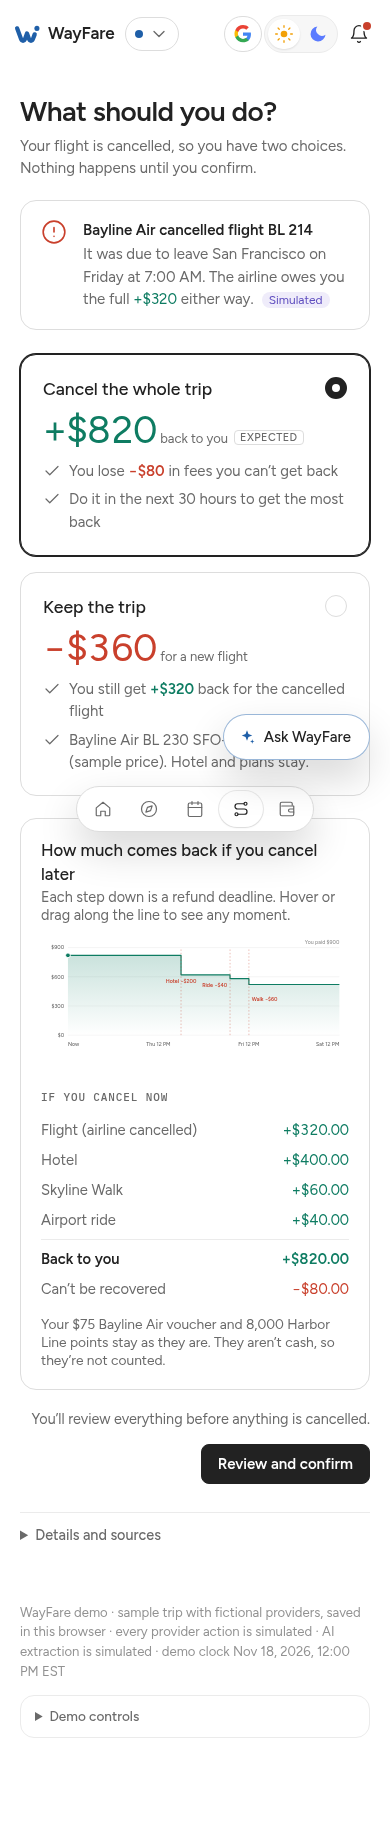 WayFare
What should you do?
Your flight is cancelled, so you have two choices.
Nothing happens until you confirm.
Bayline Air cancelled flight BL 214
It was due to leave San Francisco on
Friday at 7:00 AM. The airline owes you
the full +$320 either way. Simulated
Cancel the whole trip
+$820 back to you EXPECTED
You lose −$80 in fees you can’t get back
Do it in the next 30 hours to get the most
back
Keep the trip
−$360 for a new flight
You still get +$320 back for the cancelled
flight
Bayline Air BL 230 SFO
Ask WayFare
(sample price). Hotel and plans stay.
How much comes back if you cancel
later
Each step down is a refund deadline. Hover or
drag along the line to see any moment.
You paid $900
$900
$600
$300
$0
Hotel −$200
Ride −$40
Walk −$60
Now
Thu 12 PM
Fri 12 PM
Sat 12 PM
IF YOU CANCEL NOW
Flight (airline cancelled) +$320.00
Hotel +$400.00
Skyline Walk +$60.00
Airport ride +$40.00
Back to you +$820.00
Can’t be recovered −$80.00
Your $75 Bayline Air voucher and 8,000 Harbor
Line points stay as they are. They aren’t cash, so
they’re not counted.
You’ll review everything before anything is cancelled.
Review and confirm
Details and sources
WayFare demo · sample trip with fictional providers, saved
in this browser · every provider action is simulated · AI
extraction is simulated · demo clock Nov 18, 2026, 12:00
PM EST
Demo controls